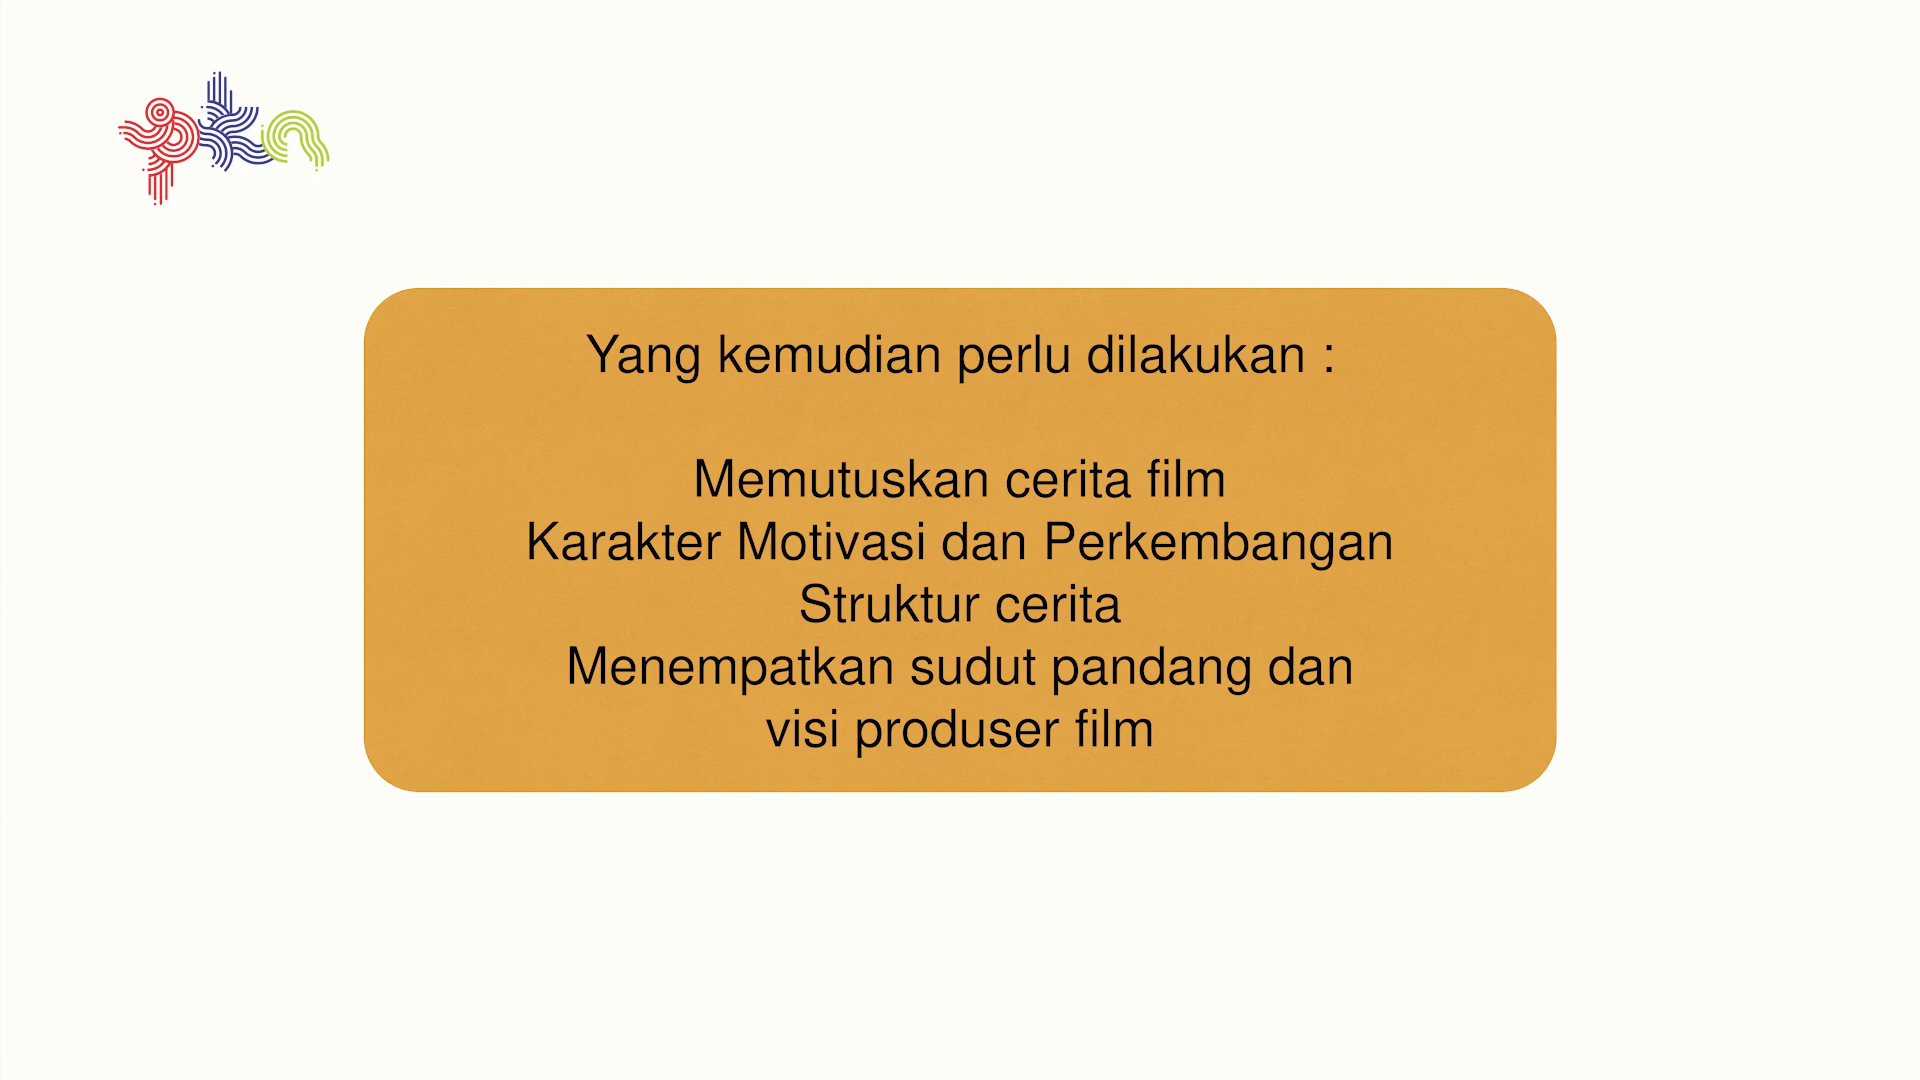 pkn
Yang kemudian perlu dilakukan :
Memutuskan cerita film
Karakter Motivasi dan Perkembangan
Struktur cerita
Menempatkan sudut pandang dan
visi produser film